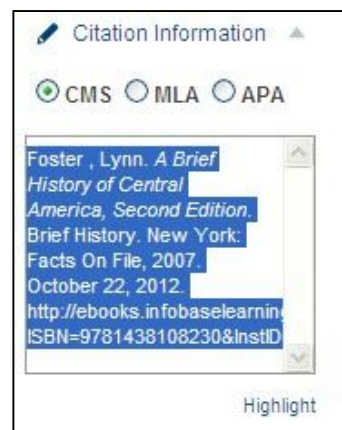 Citation Information
CMS MLA APA
Foster , Lynn. A Brief
History of Central
America, Second Edition.
Brief History. New York:
Facts On File, 2007.
October 22, 2012.
http://ebooks.infobaselearning
ISBN=9781438108230&InstID
Highlight